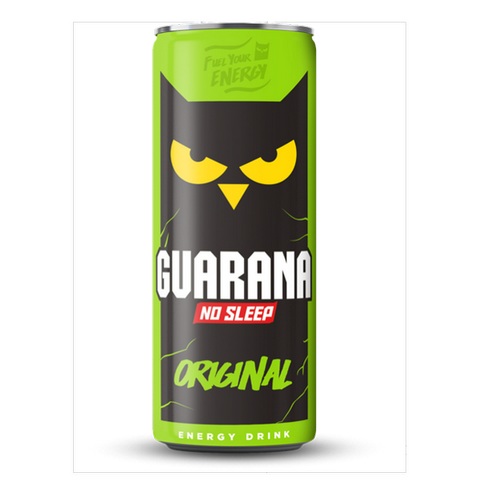 FUEL YOUR
ENERGY
GUARANA
NO SLEEP
ORIGINAL
ENERGY DRINK